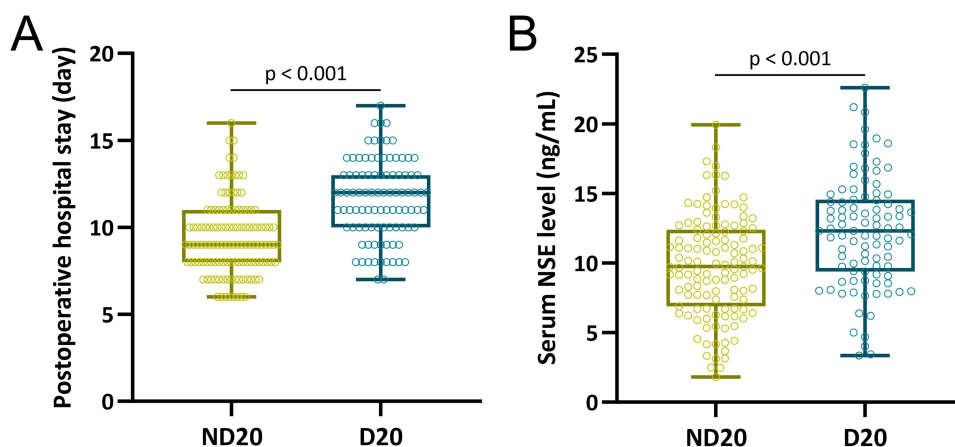 A
Postoperative hospital stay (day)
20
15
10
5
0
p < 0.001
ND20
D20
B
Serum NSE level (ng/mL)
25
20
15
10
5
0
p < 0.001
ND20
D20